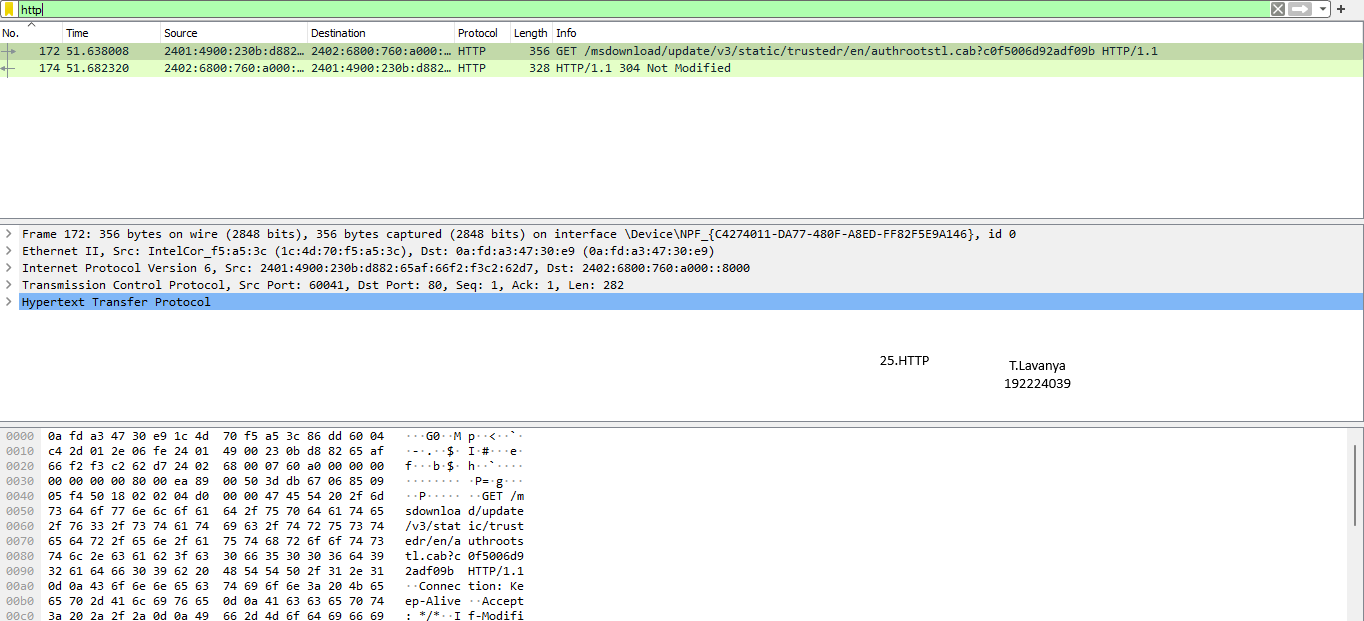 http
No. Time Source Destination Protocol Length Info
172 51.638008 2401:4900:230b:d882… 2402:6800:760:a000:… HTTP 356 GET /msdownload/update/v3/static/trustedr/en/authrootstl.cab?c0f5006d92adf09b HTTP/1.1
174 51.682320 2402:6800:760:a000:… 2401:4900:230b:d882… HTTP 328 HTTP/1.1 304 Not Modified
Frame 172: 356 bytes on wire (2848 bits), 356 bytes captured (2848 bits) on interface \Device\NPF_{C4274011-DA77-480F-A8ED-FF82F5E9A146}, id 0
Ethernet II, Src: IntelCor_f5:a5:3c (1c:4d:70:f5:a5:3c), Dst: 0a:fd:a3:47:30:e9 (0a:fd:a3:47:30:e9)
Internet Protocol Version 6, Src: 2401:4900:230b:d882:65af:66f2:f3c2:62d7, Dst: 2402:6800:760:a000::8000
Transmission Control Protocol, Src Port: 60041, Dst Port: 80, Seq: 1, Ack: 1, Len: 282
Hypertext Transfer Protocol
25.HTTP
T.Lavanya
192224039
0000 0a fd a3 47 30 e9 1c 4d 70 f5 a5 3c 86 dd 60 04 ···G0··M p··<··`·
0010 c4 2d 01 2e 06 fe 24 01 49 00 23 0b d8 82 65 af ·-·.··$· I·#···e·
0020 66 f2 f3 c2 62 d7 24 02 68 00 07 60 a0 00 00 00 f···b·$· h··`····
0030 00 00 00 00 80 00 ea 89 00 50 3d db 67 06 85 09 ········ ·P=·g···
0040 05 f4 50 18 02 02 04 d0 00 00 47 45 54 20 2f 6d ··P····· ··GET /m
0050 73 64 6f 77 6e 6c 6f 61 64 2f 75 70 64 61 74 65 sdownloa d/update
0060 2f 76 33 2f 73 74 61 74 69 63 2f 74 72 75 73 74 /v3/stat ic/trust
0070 65 64 72 2f 65 6e 2f 61 75 74 68 72 6f 6f 74 73 edr/en/a uthroots
0080 74 6c 2e 63 61 62 3f 63 30 66 35 30 30 36 64 39 tl.cab?c 0f5006d9
0090 32 61 64 66 30 39 62 20 48 54 54 50 2f 31 2e 31 2adf09b  HTTP/1.1
00a0 0d 0a 43 6f 6e 6e 65 63 74 69 6f 6e 3a 20 4b 65 ··Connec tion: Ke
00b0 65 70 2d 41 6c 69 76 65 0d 0a 41 63 63 65 70 74 ep-Alive ··Accept
00c0 3a 20 2a 2f 2a 0d 0a 49 66 2d 4d 6f 64 69 66 69 : */*··I f-Modifi